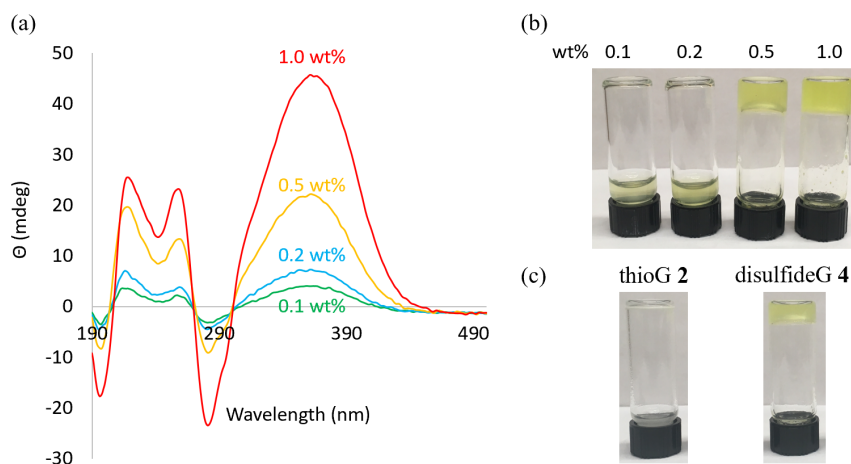 (a)
50
40
30
20
10
0
-10
-20
-30
Θ (mdeg)
190
290
390
490
Wavelength (nm)
1.0 wt%
0.5 wt%
0.2 wt%
0.1 wt%
(b)
wt% 0.1 0.2 0.5 1.0
(c)
thioG 2 disulfideG 4